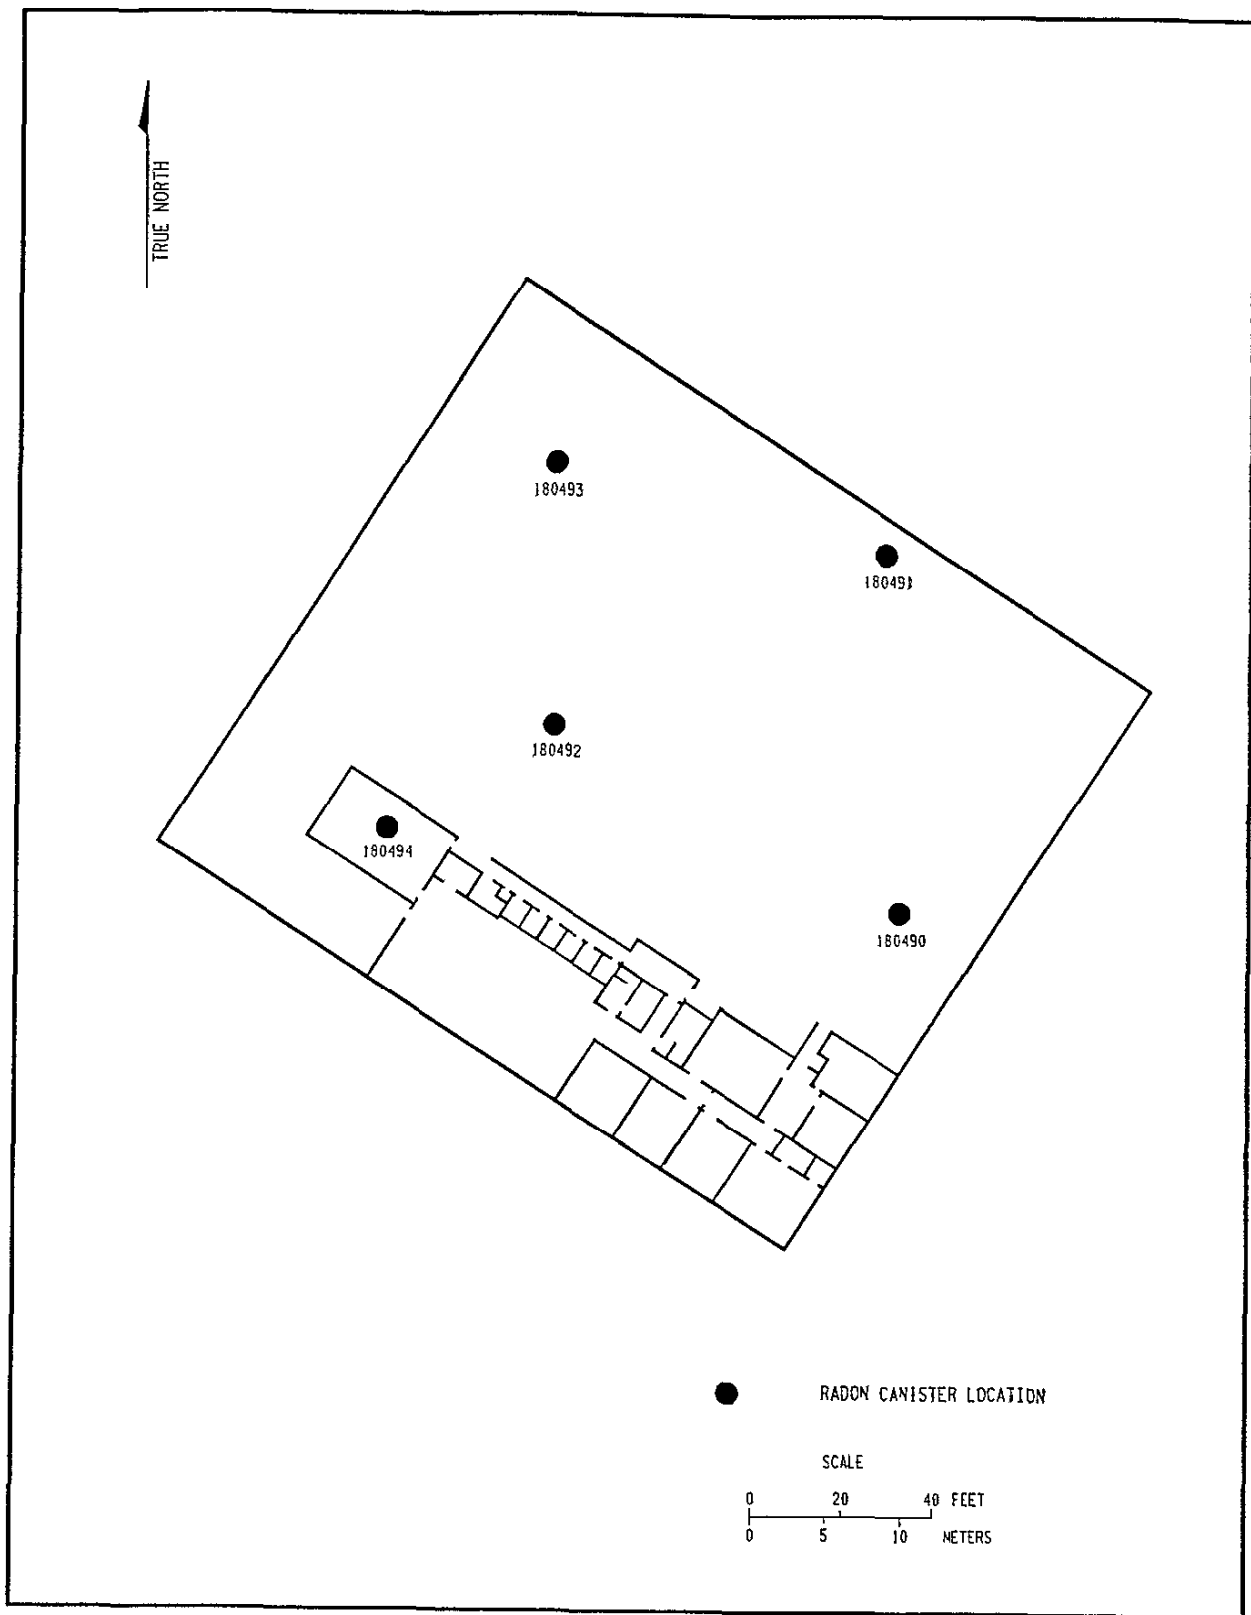 TRUE NORTH
180493
180491
180492
180494
180490
RADON CANISTER LOCATION
SCALE
0 20 40 FEET
0 5 10 METERS